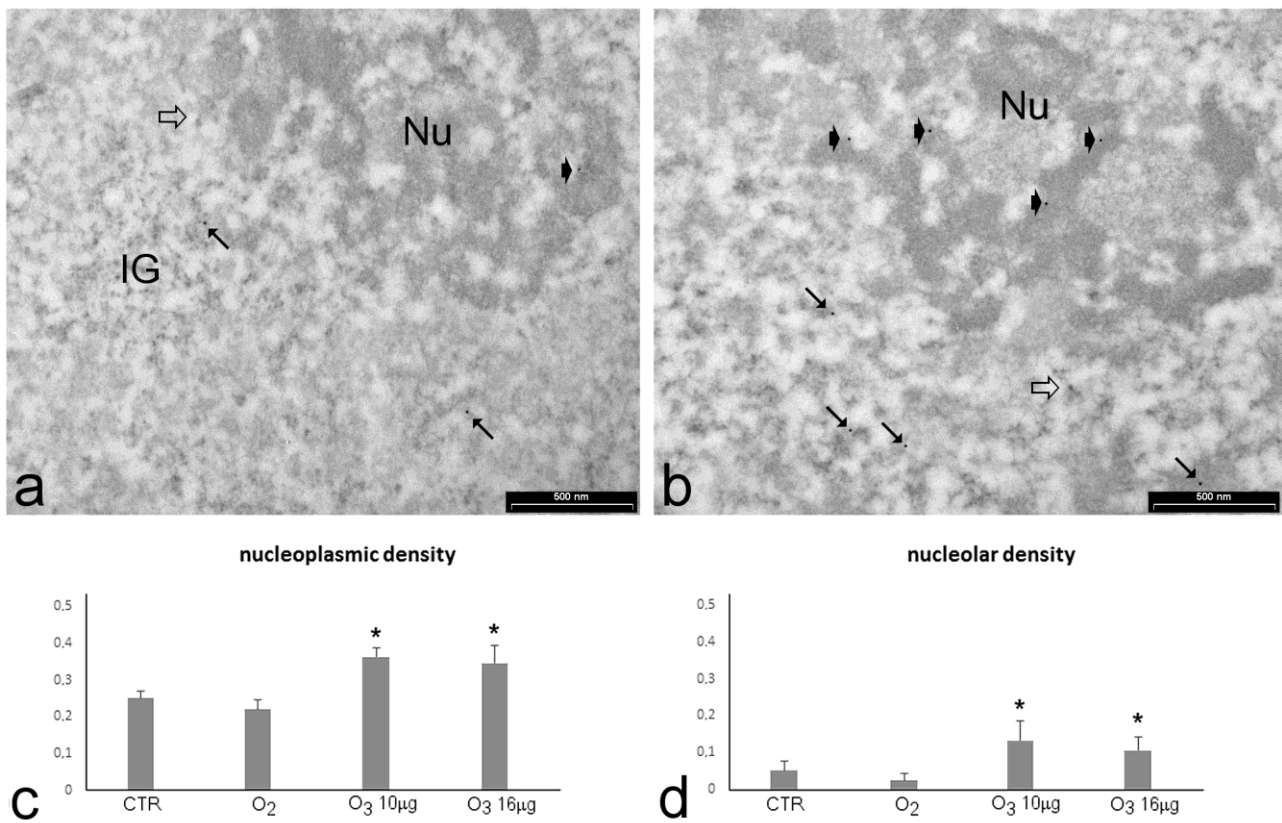 Nu
IG
a
500 nm
Nu
b
500 nm
nucleoplasmic density
0,5
0,4
0,3
0,2
0,1
0
*
*
CTR
O₂
O₃ 10µg
O₃ 16µg
c
nucleolar density
0,5
0,4
0,3
0,2
0,1
0
*
*
CTR
O₂
O₃ 10µg
O₃ 16µg
d